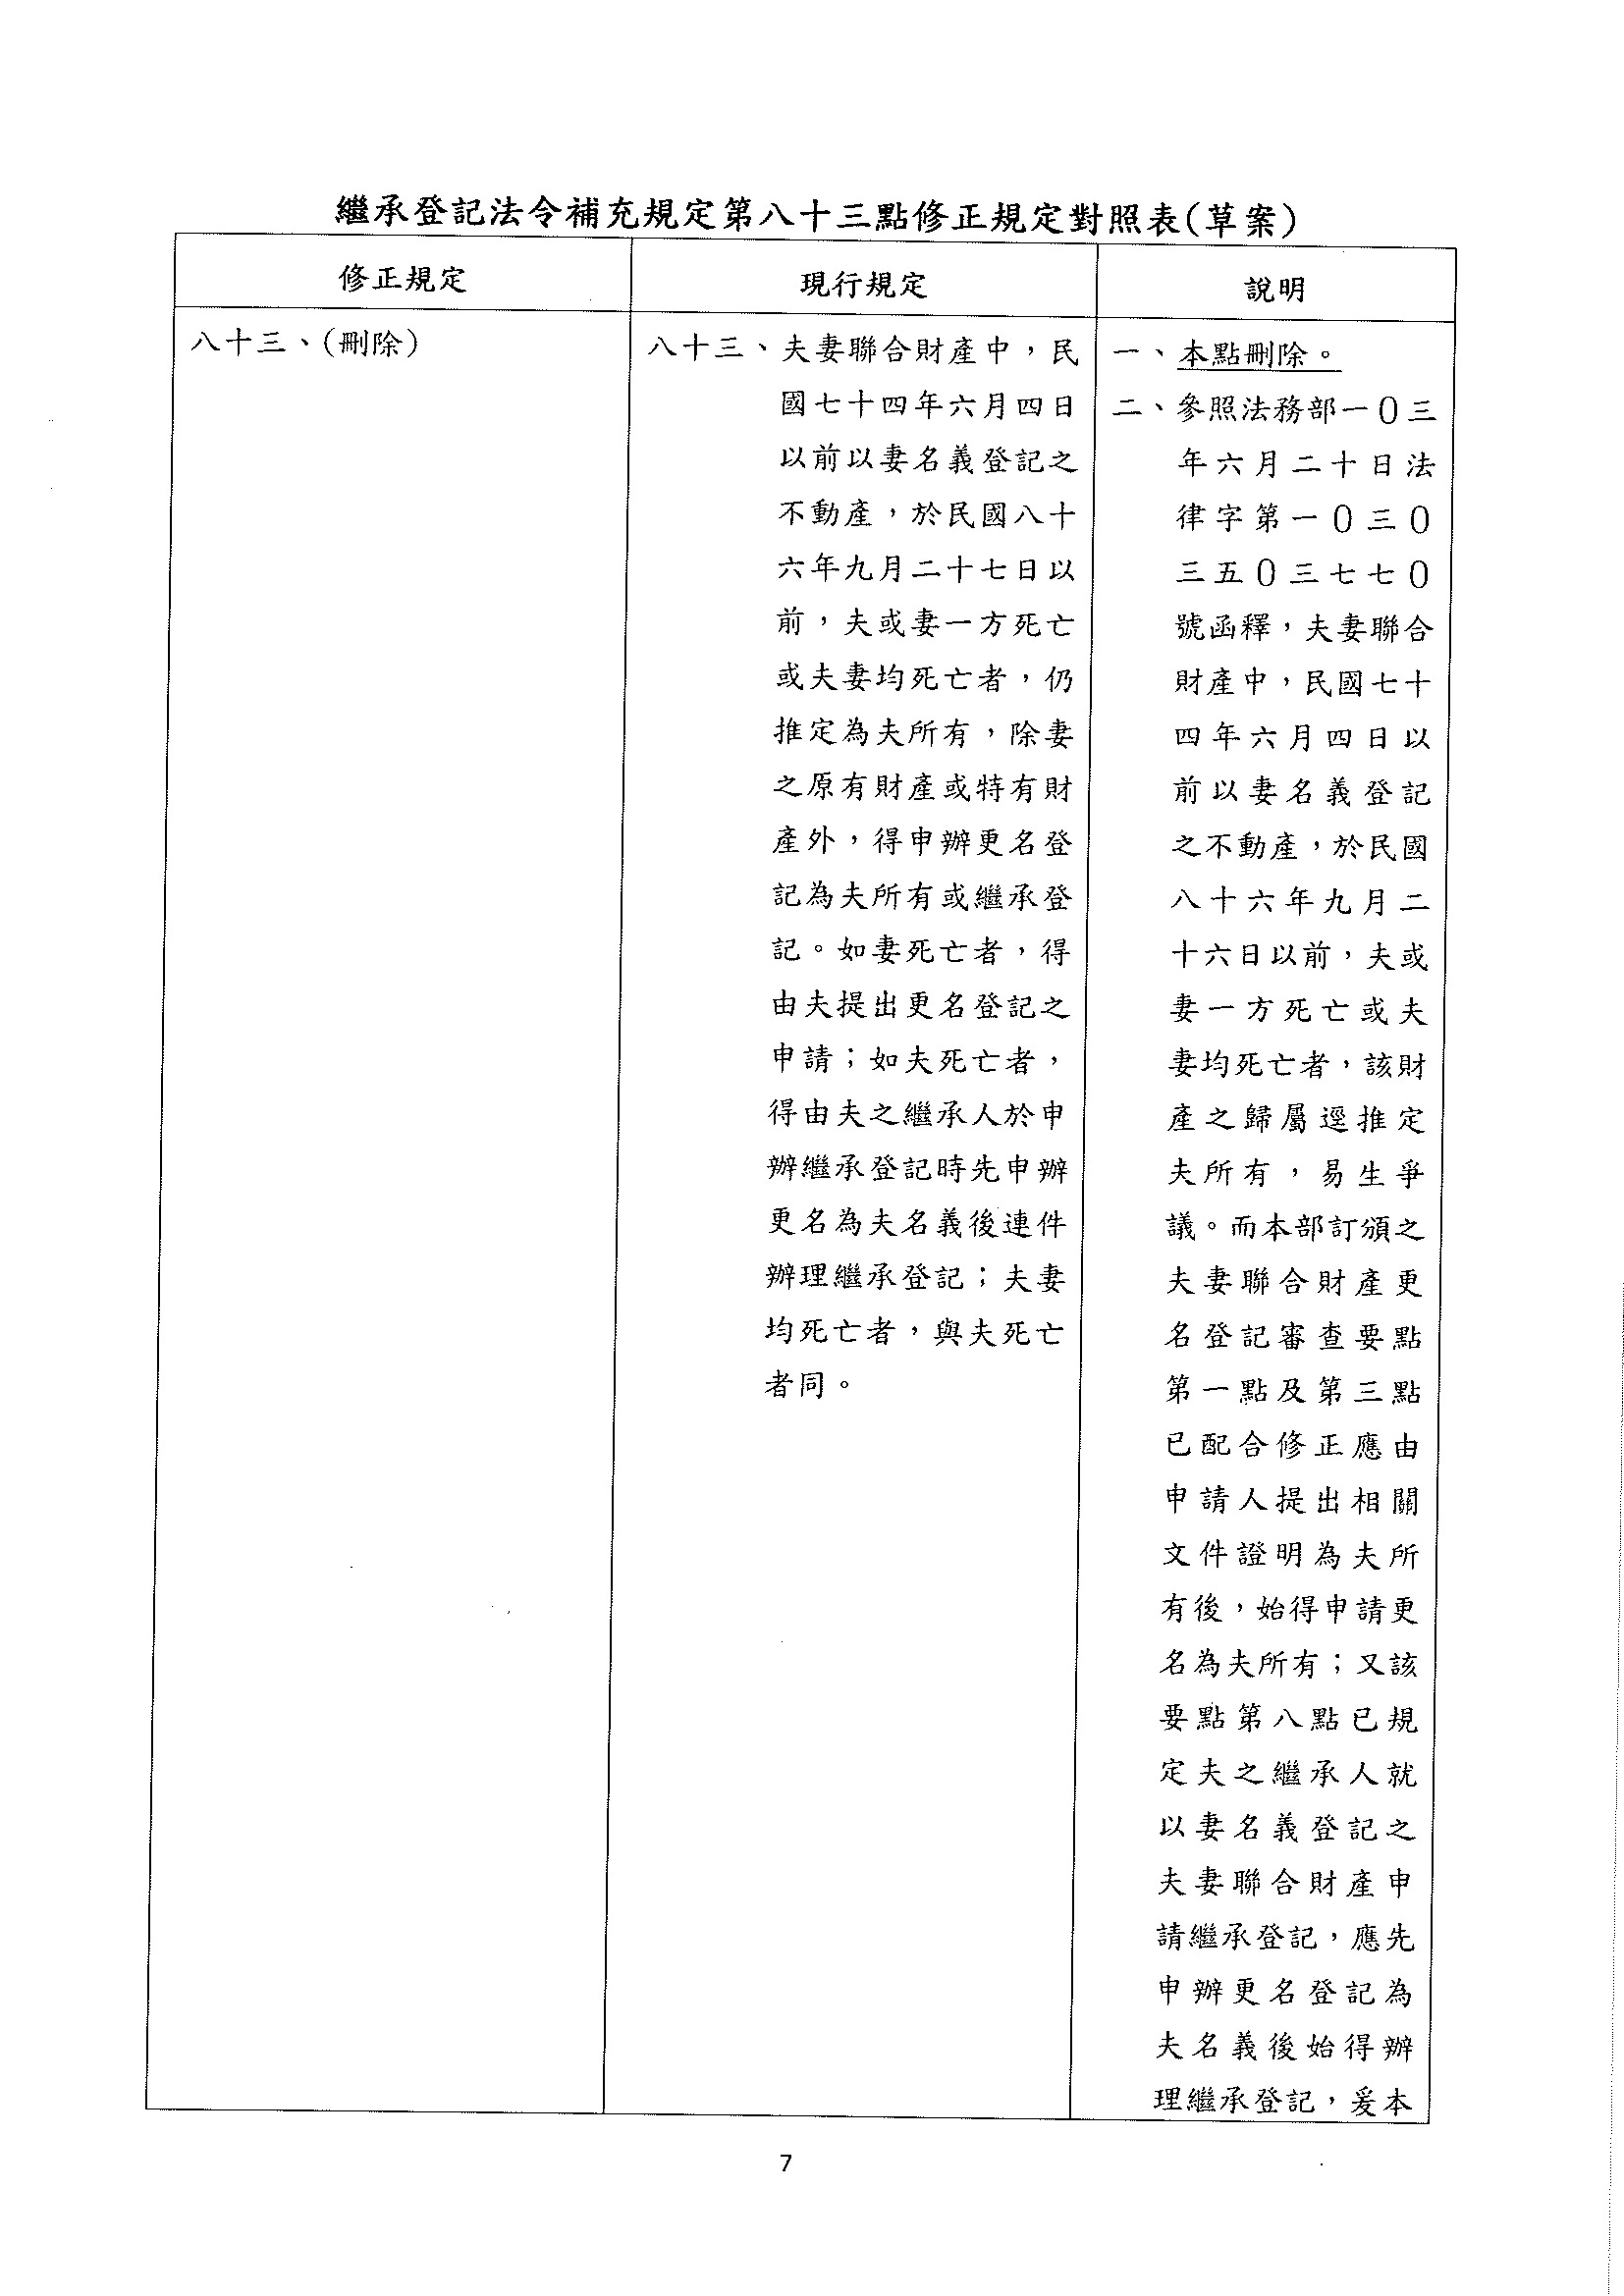 繼承登記法令補充規定第八十三點修正規定對照表(草案)
修正規定
現行規定
說明
八十三、(刪除)
八十三、夫妻聯合財產中，民
國七十四年六月四日
以前以妻名義登記之
不動產，於民國八十
六年九月二十七日以
前，夫或妻一方死亡
或夫妻均死亡者，仍
推定為夫所有，除妻
之原有財產或特有財
產外，得申辦更名登
記為夫所有或繼承登
記。如妻死亡者，得
由夫提出更名登記之
申請；如夫死亡者，
得由夫之繼承人於申
辦繼承登記時先申辦
更名為夫名義後連件
辦理繼承登記；夫妻
均死亡者，與夫死亡
者同。
一、本點刪除。
二、參照法務部一0三
年六月二十日法
律字第一0三0
三五0三七七0
號函釋，夫妻聯合
財產中，民國七十
四年六月四日以
前以妻名義登記
之不動產，於民國
八十六年九月二
十六日以前，夫或
妻一方死亡或夫
妻均死亡者，該財
產之歸屬逕推定
夫所有，易生爭
議。而本部訂頒之
夫妻聯合財產更
名登記審查要點
第一點及第三點
已配合修正應由
申請人提出相關
文件證明為夫所
有後，始得申請更
名為夫所有；又該
要點第八點已規
定夫之繼承人就
以妻名義登記之
夫妻聯合財產申
請繼承登記，應先
申辦更名登記為
夫名義後始得辦
理繼承登記，爰本
7